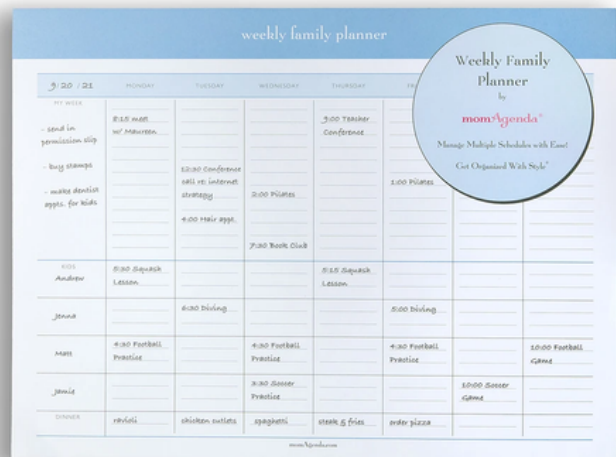 weekly family planner
Weekly Family
Planner
by
momAgenda®
Manage Multiple Schedules with Ease!
Get Organized With Style®
9/20/21 MONDAY TUESDAY WEDNESDAY THURSDAY
MY WEEK
- send in
permission slip
- buy stamps
- make dentist
appts. for kids
8:15 meet
w/ Maureen
12:30 Conference
call re: internet
strategy
4:00 Hair appt.
2:00 Pilates
7:30 Book Club
9:00 Teacher
Conference
1:00 Pilates
KIDS
Andrew
5:30 Squash
Lesson
5:15 Squash
Lesson
Jenna
6:30 Diving
5:00 Diving
Matt
4:30 Football
Practice
4:30 Football
Practice
4:30 Football
Practice
10:00 Football
Game
Jamie
3:30 Soccer
Practice
10:00 Soccer
Game
DINNER ravioli chicken cutlets spaghetti steak & fries order pizza
momAgenda.com